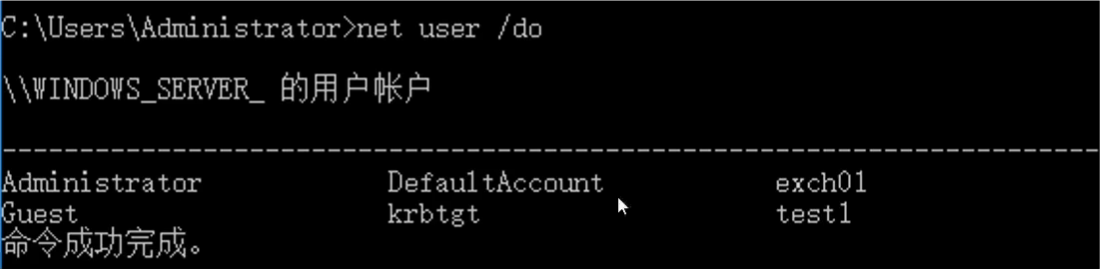 C:\Users\Administrator>net user /do
\\WINDOWS_SERVER_ 的用户帐户
-------------------------------------------------------------------------------
Administrator            DefaultAccount           exch01
Guest                    krbtgt                   test1
命令成功完成。